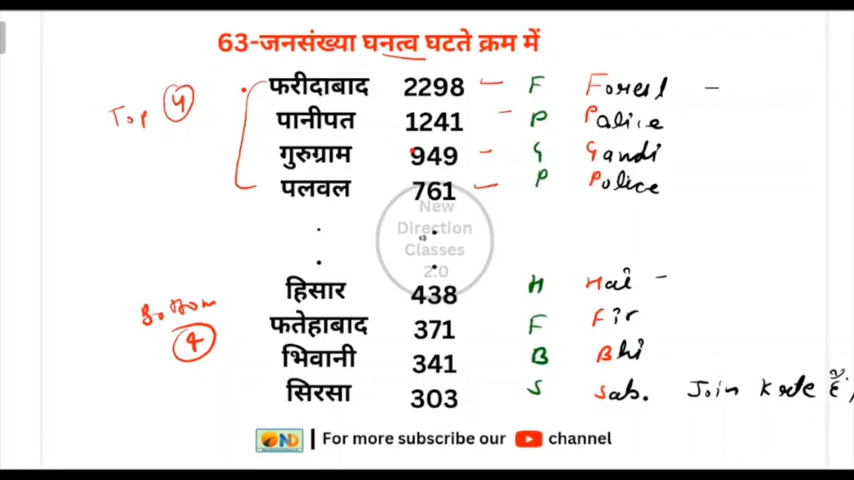 63-जनसंख्या घनत्व घटते क्रम में
फरीदाबाद 2298 F Forest
Top 4 पानीपत 1241 P Police
गुरुग्राम 949 G Gandi
पलवल 761 P Police
New
Direction
Classes
2.0
हिसार 438 H Hai
Bottom फतेहाबाद 371 F Fir
4 भिवानी 341 B Bhi
सिरसा 303 S Sab. Join Krte हैं
ND For more subscribe our channel